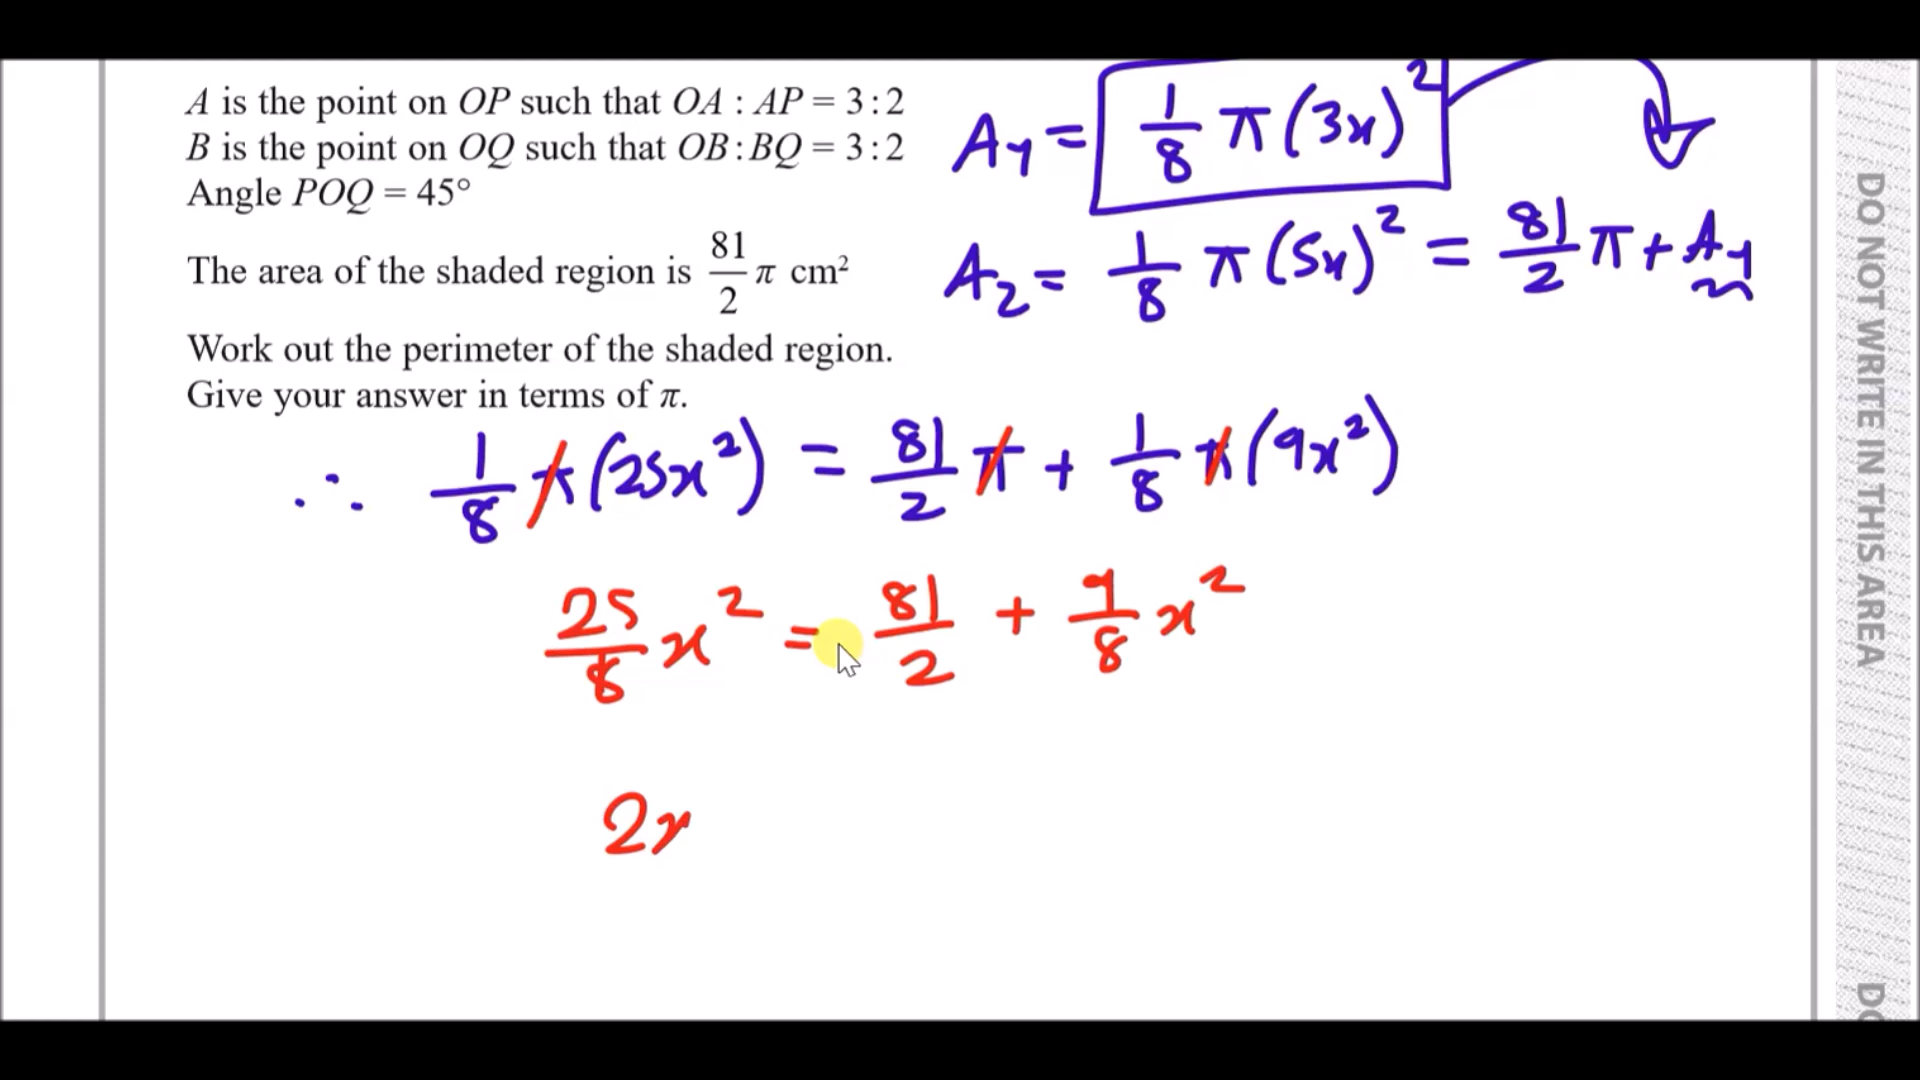 A is the point on OP such that OA : AP = 3 : 2
B is the point on OQ such that OB : BQ = 3 : 2
Angle POQ = 45°
The area of the shaded region is 81/2 π cm²
Work out the perimeter of the shaded region.
Give your answer in terms of π.
Ay = 1/8 π (3x)²
Az = 1/8 π (5x)² = 81/2 π + Ay
∴ 1/8 π (25x²) = 81/2 π + 1/8 π (9x²)
25/8 x² = 81/2 + 9/8 x²
2x
DO NOT WRITE IN THIS AREA
DO